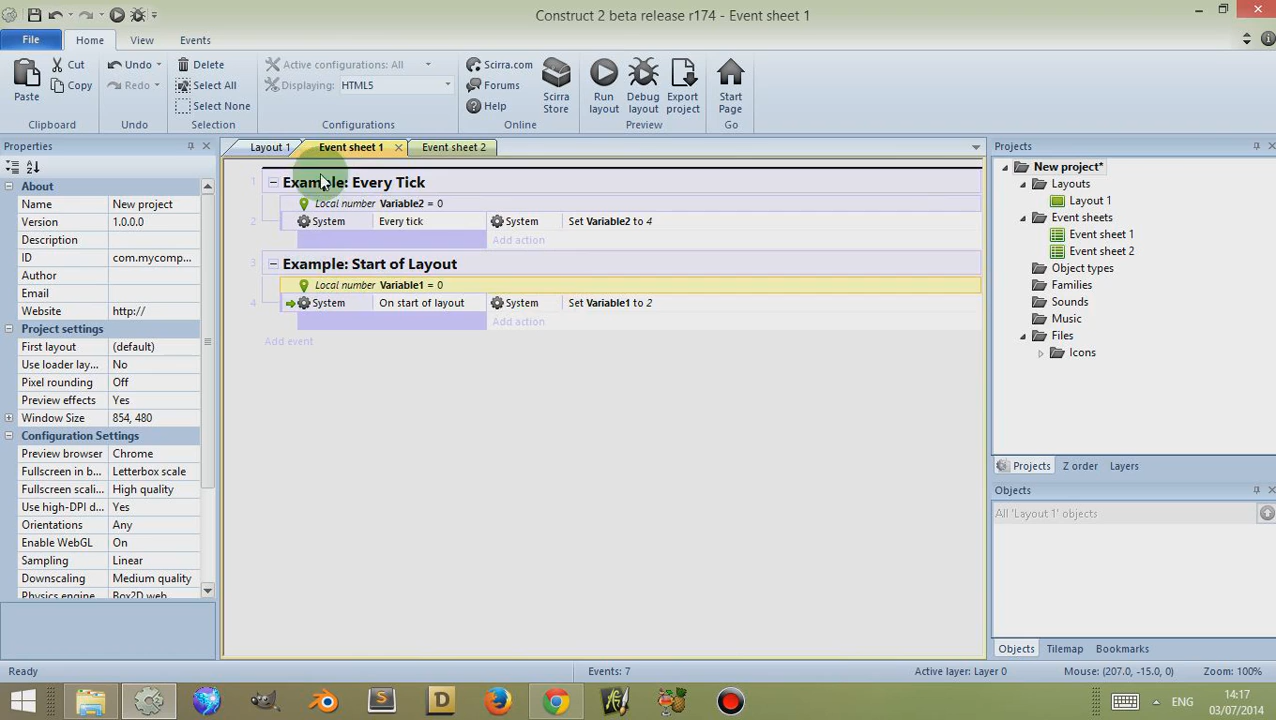 Construct 2 beta release r174 - Event sheet 1
File
Home
View
Events
Paste
Cut
Copy
Clipboard
Undo
Redo
Undo
Delete
Select All
Select None
Selection
Active configurations: All
Displaying:
HTML5
Configurations
Scirra.com
Forums
Help
Scirra Store
Online
Run layout
Debug layout
Export project
Preview
Start Page
Go
Properties
Layout 1
Event sheet 1
Event sheet 2
Projects
About
Name New project
Version 1.0.0.0
Description
ID com.mycomp...
Author
Email
Website http://
Project settings
First layout (default)
Use loader lay... No
Pixel rounding Off
Preview effects Yes
Window Size 854, 480
Configuration Settings
Preview browser Chrome
Fullscreen in b... Letterbox scale
Fullscreen scali... High quality
Use high-DPI d... Yes
Orientations Any
Enable WebGL On
Sampling Linear
Downscaling Medium quality
Physics engine Box2D web
1 Example: Every Tick
Local number Variable2 = 0
2 System Every tick System Set Variable2 to 4
Add action
3 Example: Start of Layout
Local number Variable1 = 0
4 System On start of layout System Set Variable1 to 2
Add action
Add event
New project*
Layouts
Layout 1
Event sheets
Event sheet 1
Event sheet 2
Object types
Families
Sounds
Music
Files
Icons
Projects
Z order
Layers
Objects
All 'Layout 1' objects
Objects
Tilemap
Bookmarks
Ready
Events: 7
Active layer: Layer 0
Mouse: (207.0, -15.0, 0)
Zoom: 100%
ENG
14:17
03/07/2014